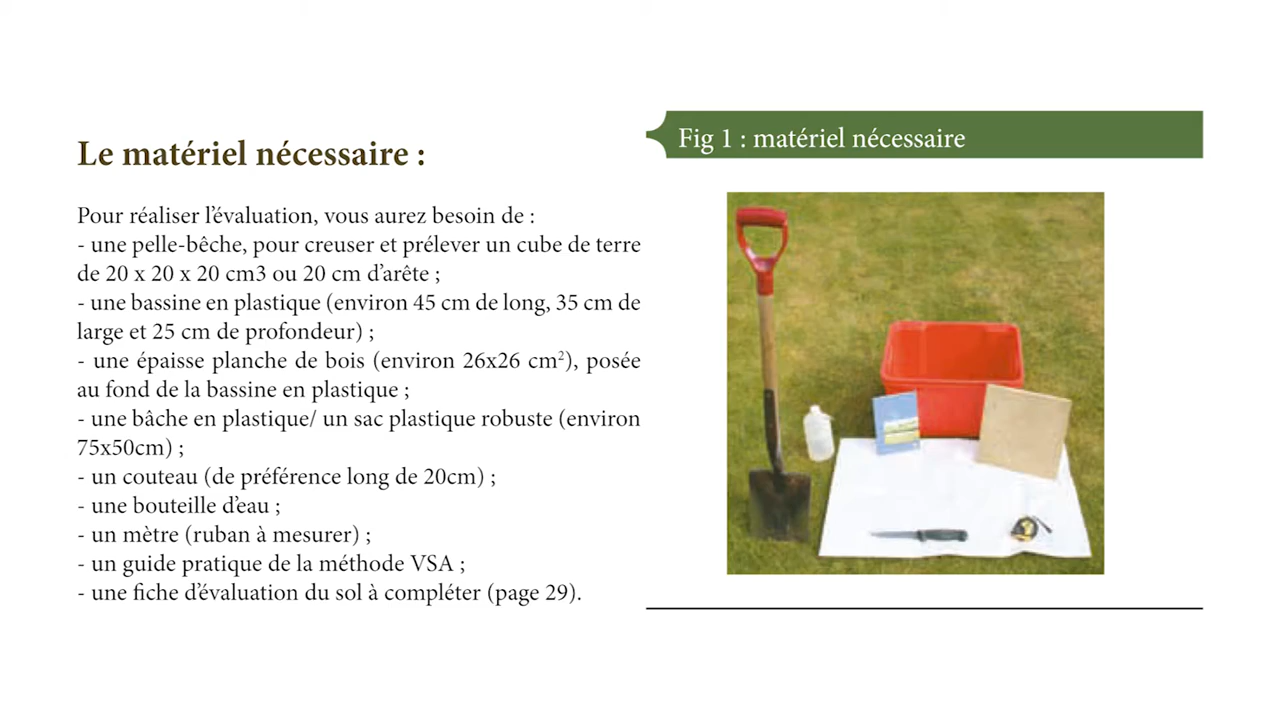 Le matériel nécessaire :
Pour réaliser l’évaluation, vous aurez besoin de :
- une pelle-bêche, pour creuser et prélever un cube de terre
de 20 x 20 x 20 cm3 ou 20 cm d’arête ;
- une bassine en plastique (environ 45 cm de long, 35 cm de
large et 25 cm de profondeur) ;
- une épaisse planche de bois (environ 26x26 cm²), posée
au fond de la bassine en plastique ;
- une bâche en plastique/ un sac plastique robuste (environ
75x50cm) ;
- un couteau (de préférence long de 20cm) ;
- une bouteille d’eau ;
- un mètre (ruban à mesurer) ;
- un guide pratique de la méthode VSA ;
- une fiche d’évaluation du sol à compléter (page 29).
Fig 1 : matériel nécessaire